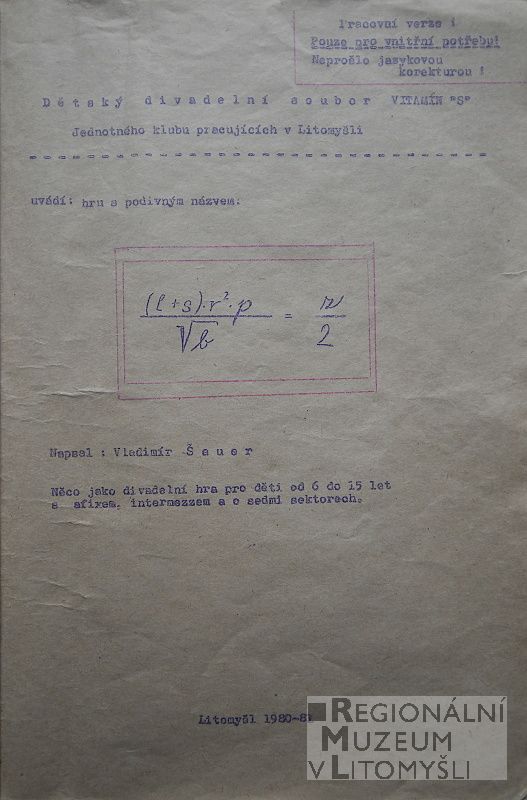 Pracovní verze i
Pouze pro vnitřní potřebu!
Neprošlo jazykovou
korekturou !
Dětský divadelní soubor VITAMÍN "S"
Jednotného klubu pracujících v Litomyšli
uvádí: hru s podivným názvem:
(l+s).r².p / √b = n/2
Napsal : Vladimír Šauer
Něco jako divadelní hra pro děti od 6 do 15 let
s afixem, intermezzem a o sedmi sektorech.
Litomyšl 1980-81
REGIONÁLNÍ
MUZEUM
V LITOMYŠLI